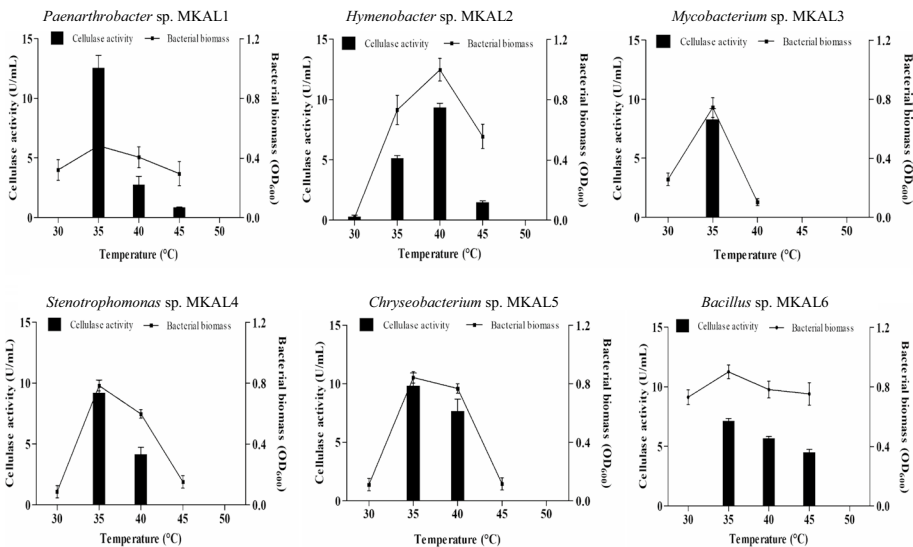 Paenarthrobacter sp. MKAL1
Cellulase activity
Bacterial biomass
Cellulase activity (U/mL)
15
10
5
0
Bacterial biomass (OD600)
1.2
0.8
0.4
0.0
30 35 40 45 50
Temperature (°C)
Hymenobacter sp. MKAL2
Cellulase activity
Bacterial biomass
Cellulase activity (U/mL)
15
10
5
0
Bacterial biomass (OD600)
1.2
0.8
0.4
0.0
30 35 40 45 50
Temperature (°C)
Mycobacterium sp. MKAL3
Cellulase activity
Bacterial biomass
Cellulase activity (U/mL)
15
10
5
0
Bacterial biomass (OD600)
1.2
0.8
0.4
0.0
30 35 40 45 50
Temperature (°C)
Stenotrophomonas sp. MKAL4
Cellulase activity
Bacterial biomass
Cellulase activity (U/mL)
15
10
5
0
Bacterial biomass (OD600)
1.2
0.8
0.4
0.0
30 35 40 45 50
Temperature (°C)
Chryseobacterium sp. MKAL5
Cellulase activity
Bacterial biomass
Cellulase activity (U/mL)
15
10
5
0
Bacterial biomass (OD600)
1.2
0.8
0.4
0.0
30 35 40 45 50
Temperature (°C)
Bacillus sp. MKAL6
Cellulase activity
Bacterial biomass
Cellulase activity (U/mL)
15
10
5
0
Bacterial biomass (OD600)
1.2
0.8
0.4
0.0
30 35 40 45 50
Temperature (°C)